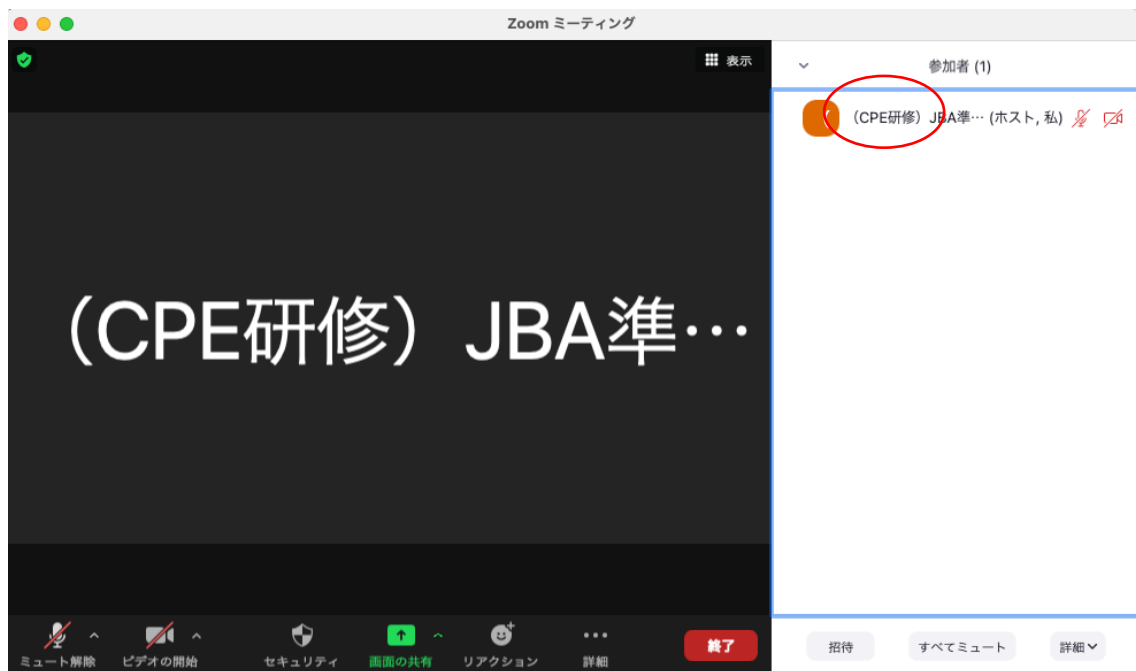 Zoom ミーティング
表示
参加者 (1)
（CPE研修）JBA準… (ホスト, 私)
（CPE研修）JBA準…
ミュート解除
ビデオの開始
セキュリティ
画面の共有
リアクション
詳細
終了
招待
すべてミュート
詳細